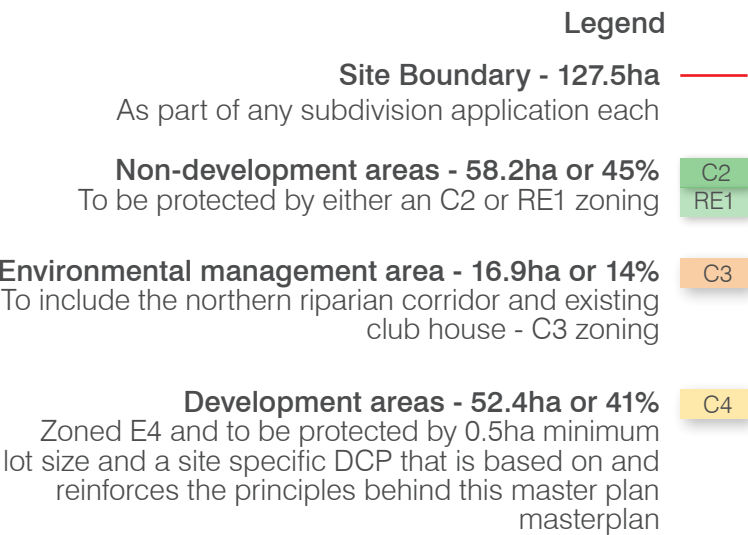 Legend
Site Boundary - 127.5ha
As part of any subdivision application each
Non-development areas - 58.2ha or 45%
To be protected by either an C2 or RE1 zoning
C2
RE1
Environmental management area - 16.9ha or 14%
To include the northern riparian corridor and existing
club house - C3 zoning
C3
Development areas - 52.4ha or 41%
Zoned E4 and to be protected by 0.5ha minimum
lot size and a site specific DCP that is based on and
reinforces the principles behind this master plan
masterplan
C4